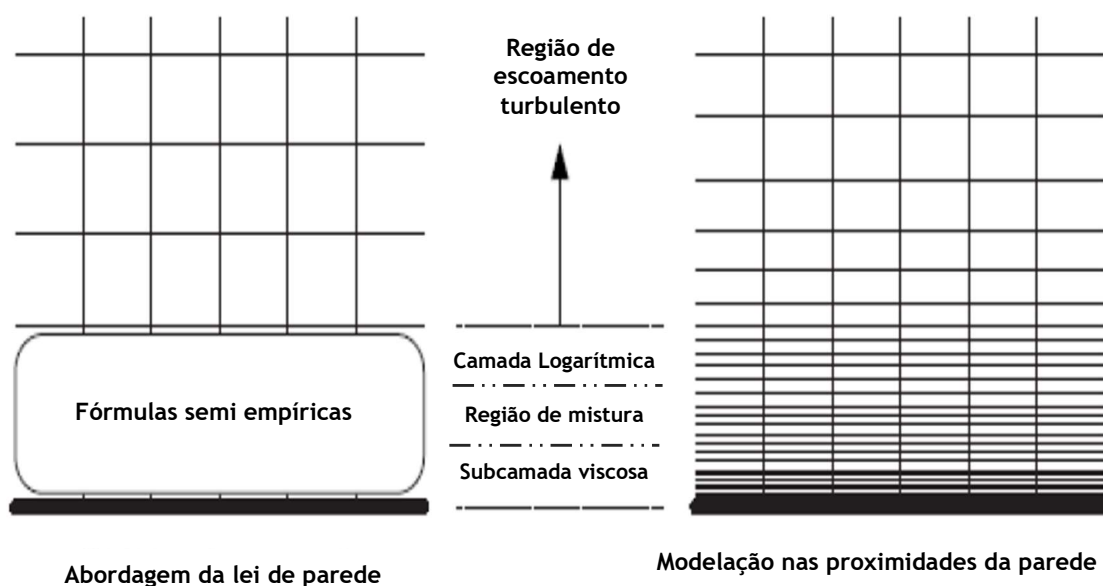 Região de
escoamento
turbulento
Camada Logarítmica
Fórmulas semi empíricas
Região de mistura
Subcamada viscosa
Abordagem da lei de parede
Modelação nas proximidades da parede